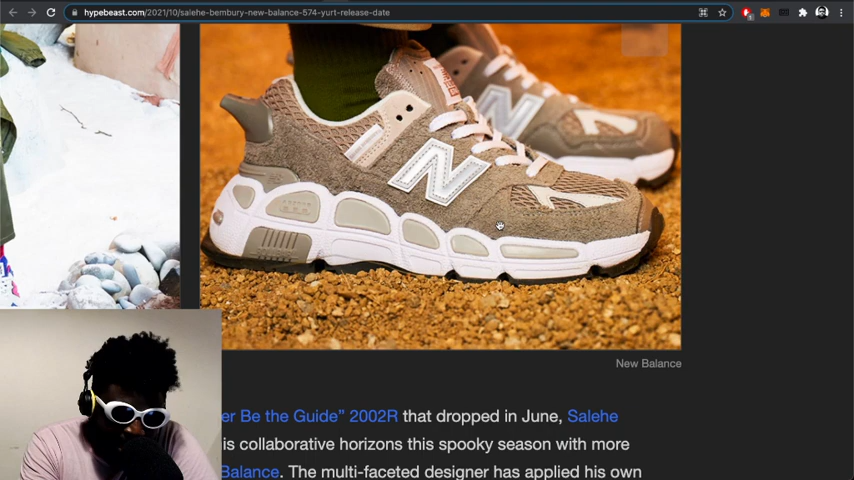 hypebeast.com/2021/10/salehe-bembury-new-balance-574-yurt-release-date
N
N
New Balance
er Be the Guide” 2002R that dropped in June, Salehe
is collaborative horizons this spooky season with more
Balance. The multi-faceted designer has applied his own